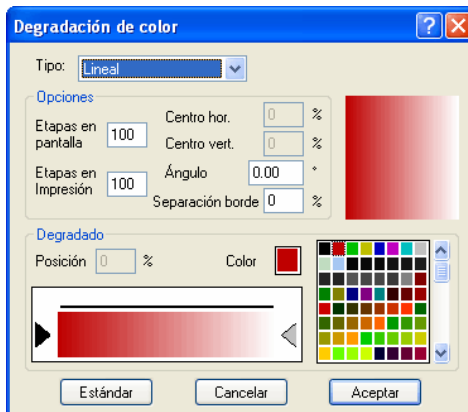 Degradación de color
Tipo: Lineal
Opciones
Etapas en pantalla 100
Etapas en Impresión 100
Centro hor. 0 %
Centro vert. 0 %
Ángulo 0.00 °
Separación borde 0 %
Degradado
Posición 0 % Color
Estándar Cancelar Aceptar